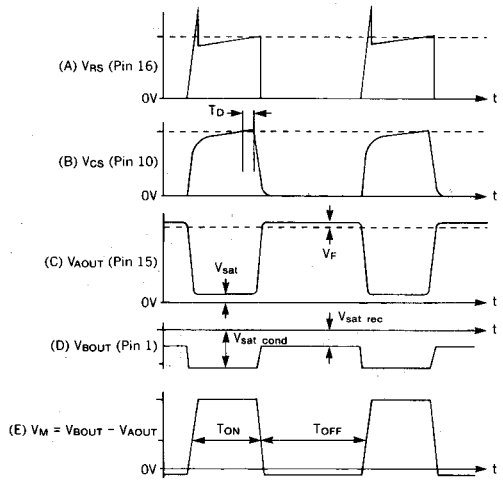 (A) VRS (Pin 16)
0V
t
TD
(B) VCS (Pin 10)
0V
t
(C) VAOUT (Pin 15)
Vsat
VF
0V
t
Vsat rec
t
(D) VBOUT (Pin 1)
Vsat cond
(E) VM = VBOUT − VAOUT
TON
TOFF
0V
t